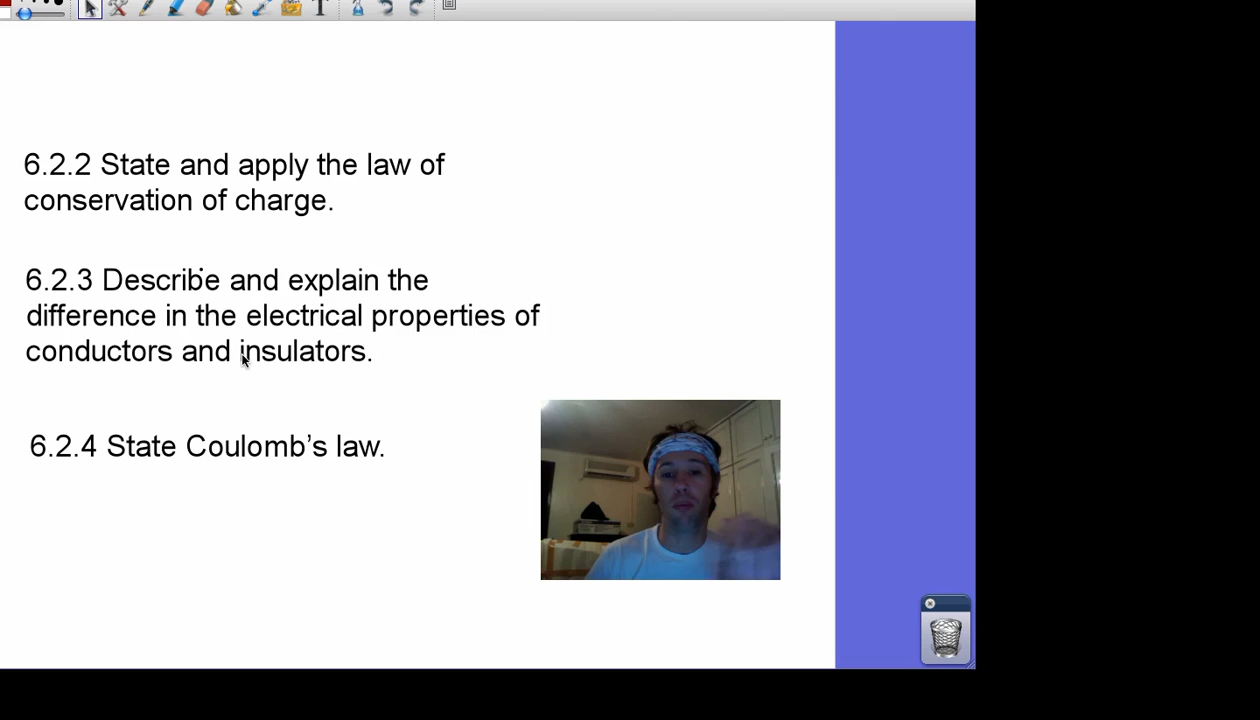 6.2.2 State and apply the law of
conservation of charge.
6.2.3 Describe and explain the
difference in the electrical properties of
conductors and insulators.
6.2.4 State Coulomb’s law.